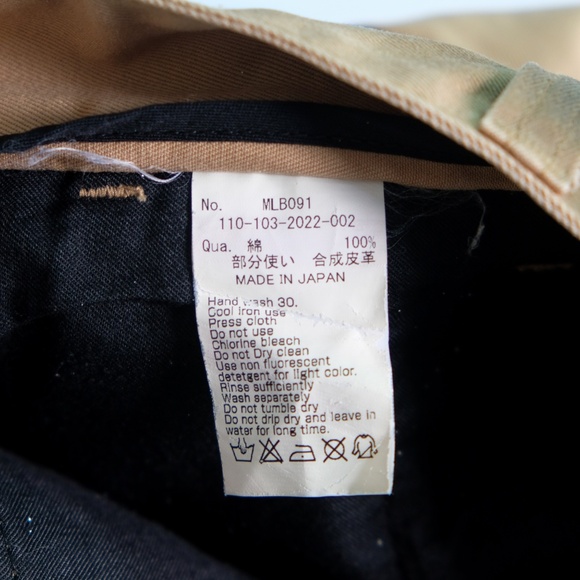 No. MLB091
110-103-2022-002
Qua. 綿 100%
部分使い 合成皮革
MADE IN JAPAN
Hand wash 30.
Cool iron use
Press cloth
Do not use
Chlorine bleach
Do not Dry clean
Use non fluorescent
detergent for light color.
Rinse sufficiently
Wash separately
Do not tumble dry
Do not drip dry and leave in
water for long time.